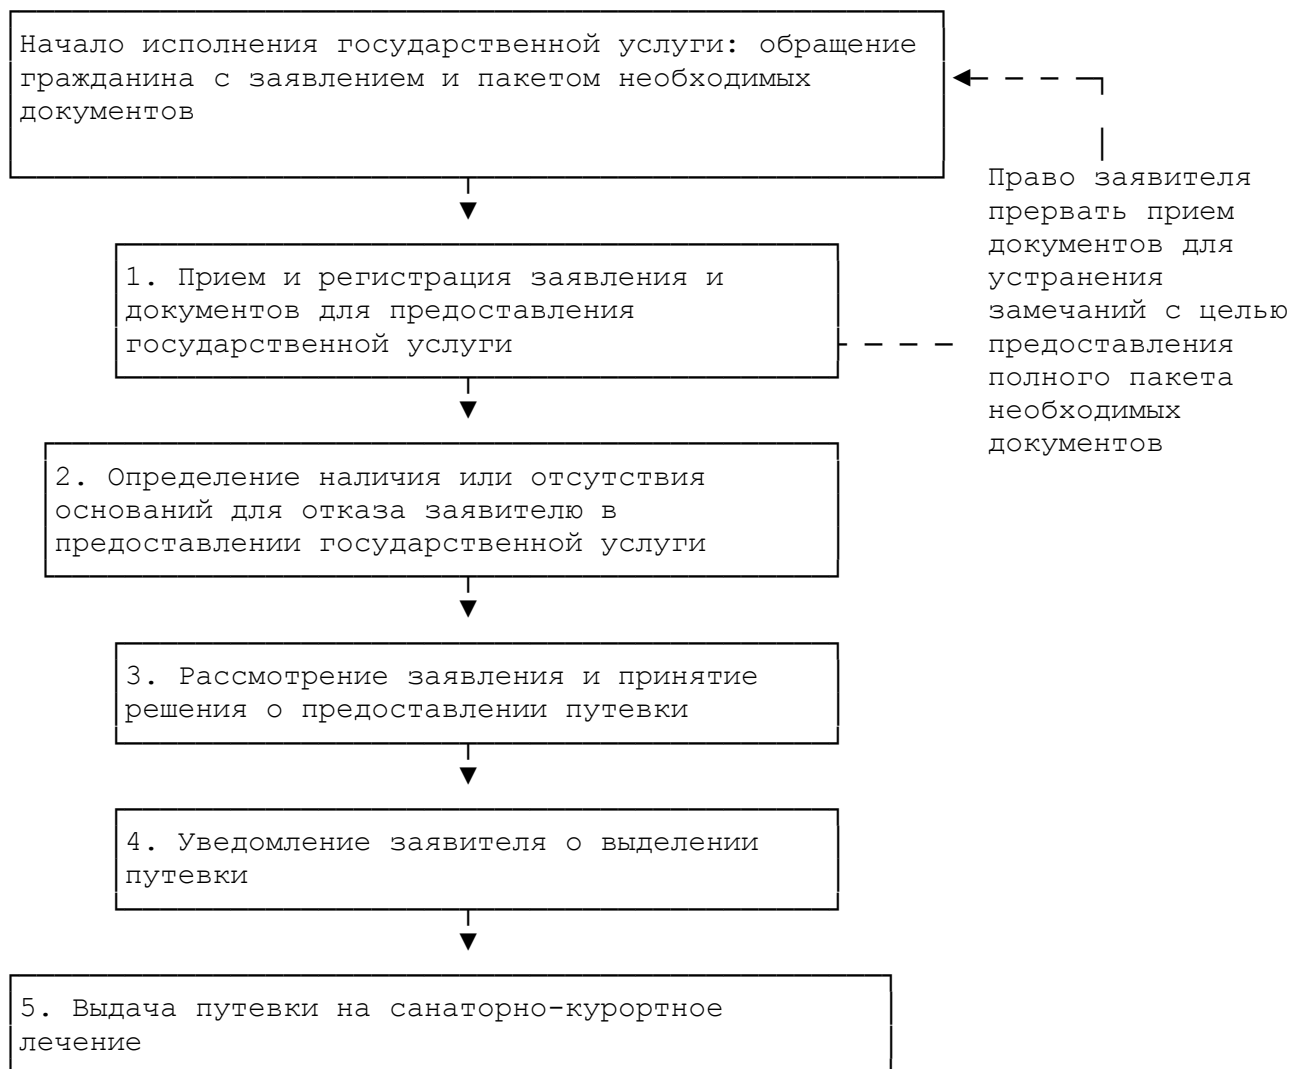 Начало исполнения государственной услуги: обращение
гражданина с заявлением и пакетом необходимых
документов
Право заявителя
прервать прием
документов для
устранения
замечаний с целью
предоставления
полного пакета
необходимых
документов
1. Прием и регистрация заявления и
документов для предоставления
государственной услуги
2. Определение наличия или отсутствия
оснований для отказа заявителю в
предоставлении государственной услуги
3. Рассмотрение заявления и принятие
решения о предоставлении путевки
4. Уведомление заявителя о выделении
путевки
5. Выдача путевки на санаторно-курортное
лечение